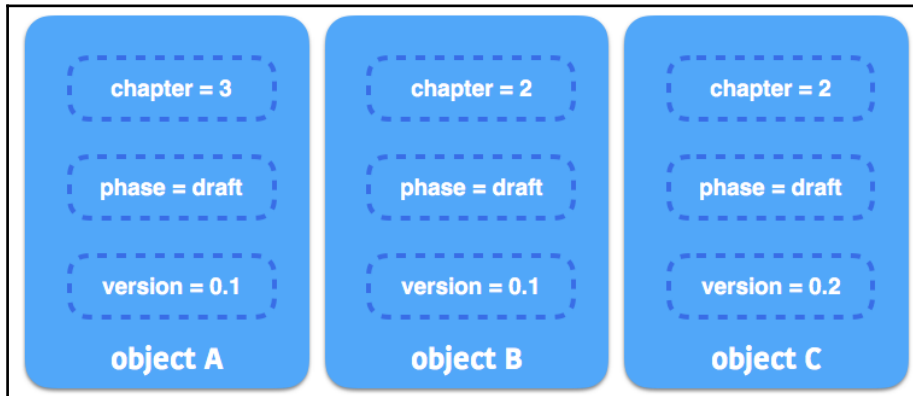 chapter = 3
phase = draft
version = 0.1
object A
chapter = 2
phase = draft
version = 0.1
object B
chapter = 2
phase = draft
version = 0.2
object C